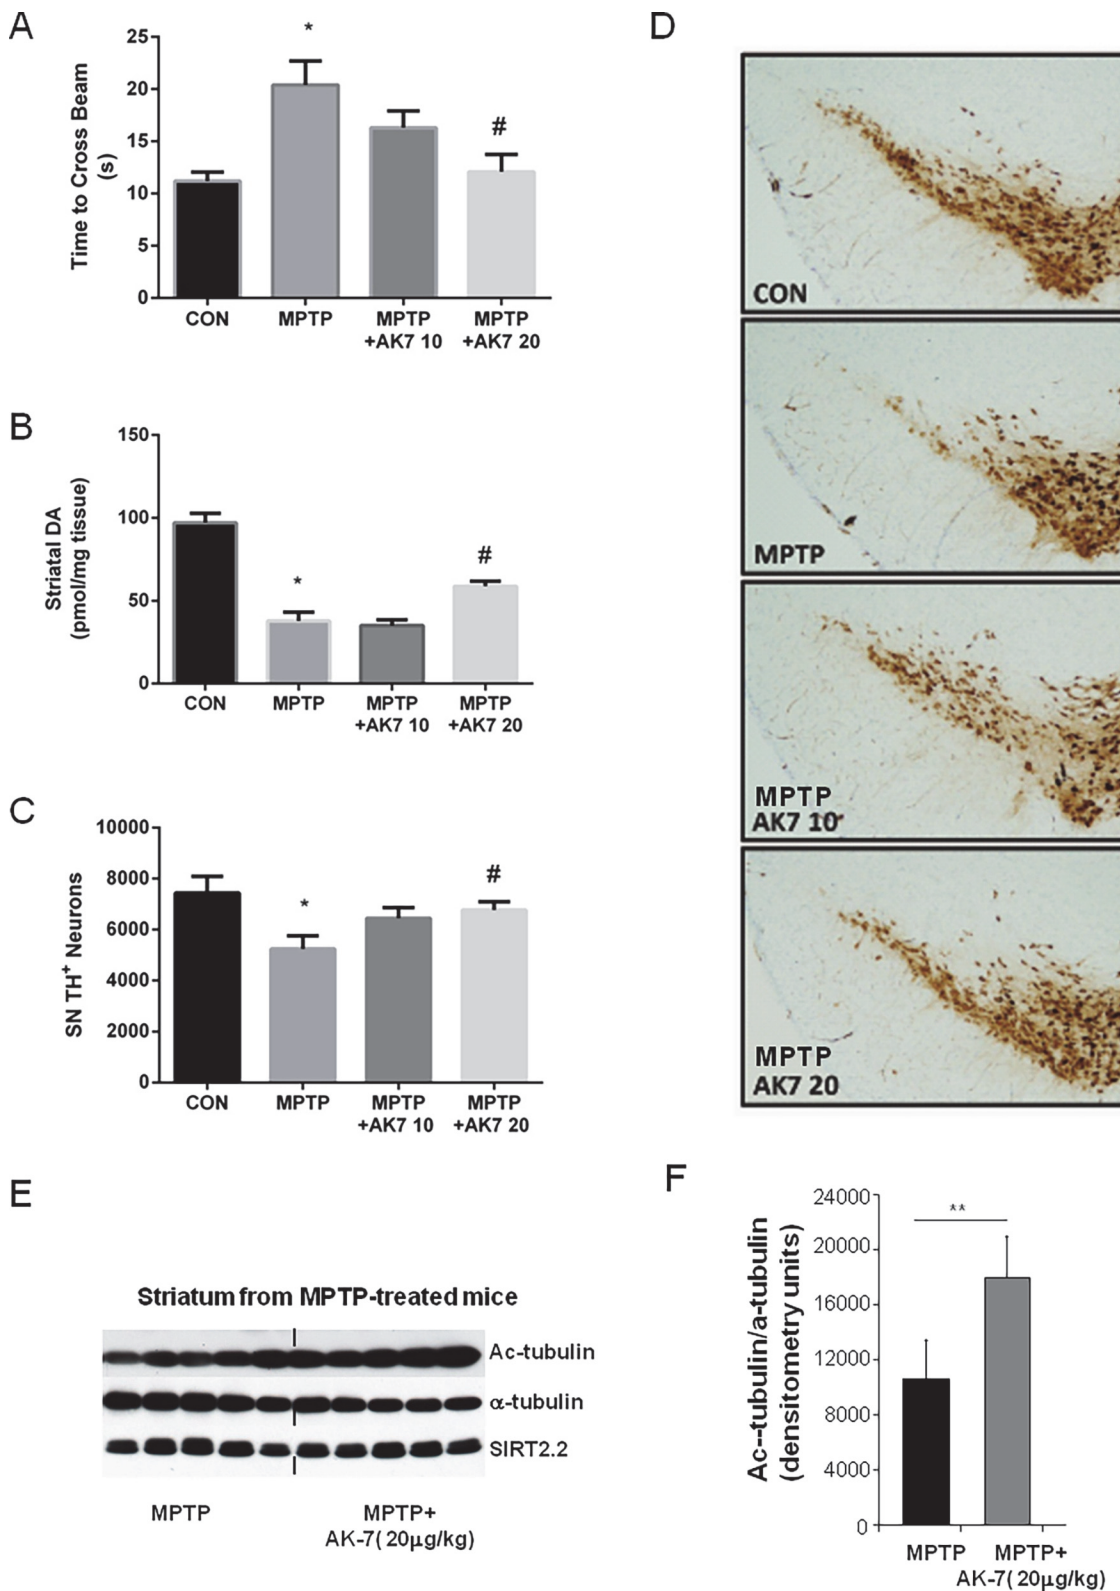 A
Time to Cross Beam
(s)
25
20
15
10
5
0
*
#
CON
MPTP
MPTP
+AK7 10
MPTP
+AK7 20
B
Striatal DA
(pmol/mg tissue)
150
100
50
0
*
#
CON
MPTP
MPTP
+AK7 10
MPTP
+AK7 20
C
SN TH+ Neurons
10000
8000
6000
4000
2000
0
*
#
CON
MPTP
MPTP
+AK7 10
MPTP
+AK7 20
D
CON
MPTP
MPTP
AK7 10
MPTP
AK7 20
E
Striatum from MPTP-treated mice
Ac-tubulin
α-tubulin
SIRT2.2
MPTP
MPTP+
AK-7( 20µg/kg)
F
Ac--tubulin/a-tubulin
(densitometry units)
24000
20000
16000
12000
8000
4000
0
**
MPTP
MPTP+
AK-7( 20µg/kg)